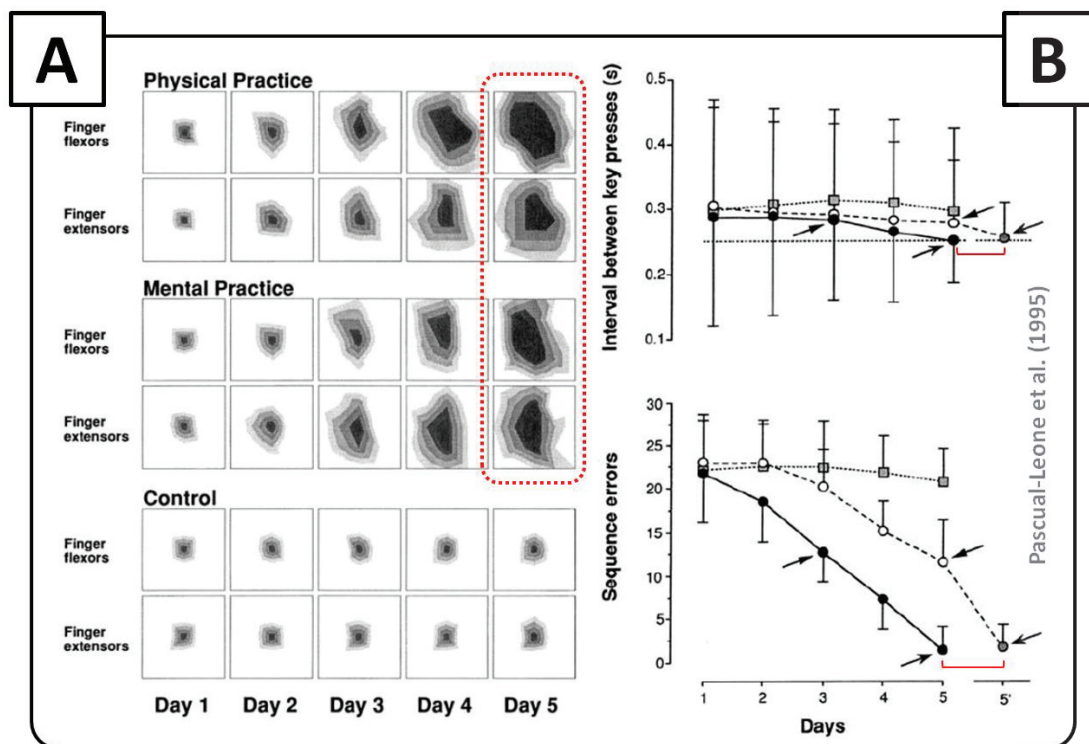 A
B
Physical Practice
Finger
flexors
Finger
extensors
Mental Practice
Finger
flexors
Finger
extensors
Control
Finger
flexors
Finger
extensors
Day 1 Day 2 Day 3 Day 4 Day 5
Interval between key presses (s)
0.5
0.4
0.3
0.2
0.1
Sequence errors
30
25
20
15
10
5
0
1 2 3 4 5 5'
Days
Pascual-Leone et al. (1995)